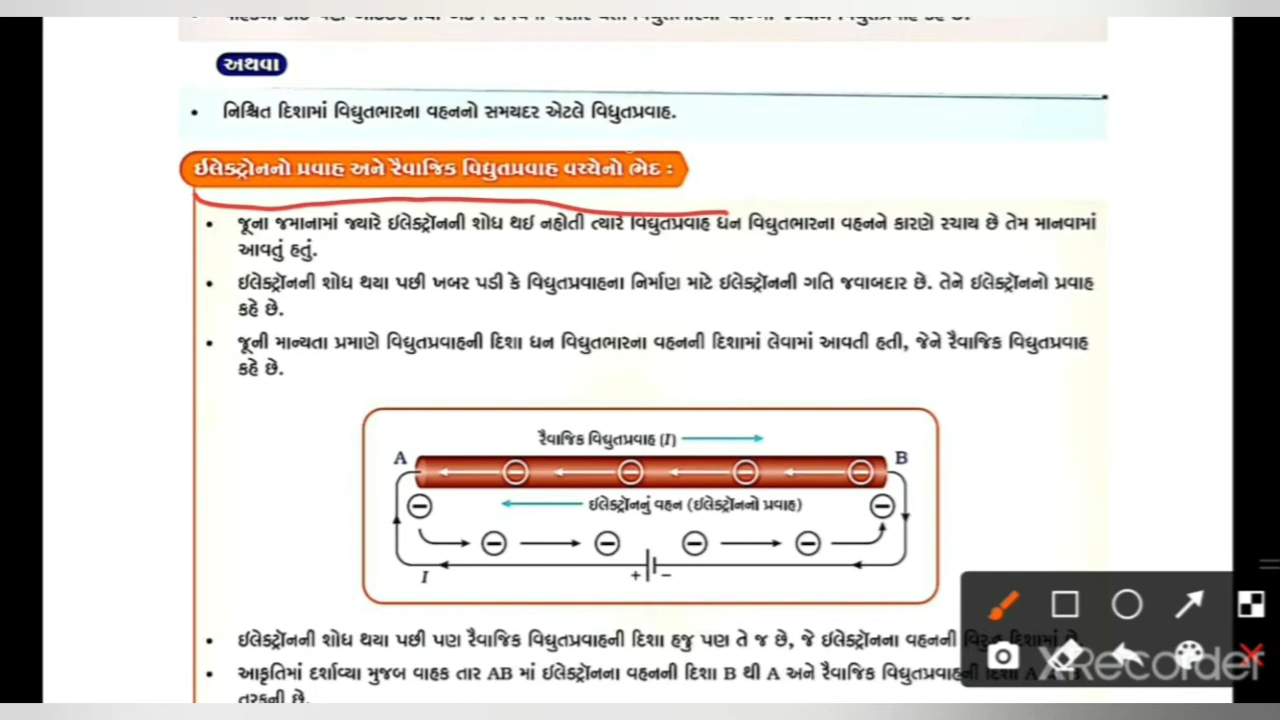 અથવા
• નિશ્ચિત દિશામાં વિદ્યુતભારના વહનનો સમયદર એટલે વિદ્યુતપ્રવાહ.
ઈલેક્ટ્રોનનો પ્રવાહ અને રૈવાજિક વિદ્યુતપ્રવાહ વચ્ચેનો ભેદ :
• જૂના જમાનામાં જ્યારે ઈલેક્ટ્રૉનની શોધ થઈ નહોતી ત્યારે વિદ્યુતપ્રવાહ ધન વિદ્યુતભારના વહનને કારણે રચાય છે તેમ માનવામાં
આવતું હતું.
• ઈલેક્ટ્રૉનની શોધ થયા પછી ખબર પડી કે વિદ્યુતપ્રવાહના નિર્માણ માટે ઈલેક્ટ્રૉનની ગતિ જવાબદાર છે. તેને ઈલેક્ટ્રૉનનો પ્રવાહ
કહે છે.
• જૂની માન્યતા પ્રમાણે વિદ્યુતપ્રવાહની દિશા ધન વિદ્યુતભારના વહનની દિશામાં લેવામાં આવતી હતી, જેને રૈવાજિક વિદ્યુતપ્રવાહ
કહે છે.
રૈવાજિક વિદ્યુતપ્રવાહ (I)
A B
ઈલેક્ટ્રૉનનું વહન (ઈલેક્ટ્રૉનનો પ્રવાહ)
I + −
• ઈલેક્ટ્રૉનની શોધ થયા પછી પણ રૈવાજિક વિદ્યુતપ્રવાહની દિશા હજુ પણ તે જ છે, જે ઈલેક્ટ્રૉનના વહનની
• આકૃતિમાં દર્શાવ્યા મુજબ વાહક તાર AB માં ઈલેક્ટ્રૉનના વહનની દિશા B થી A અને રૈવાજિક વિદ્યુતપ્રવાહની
તરફની છે.
XRecorder